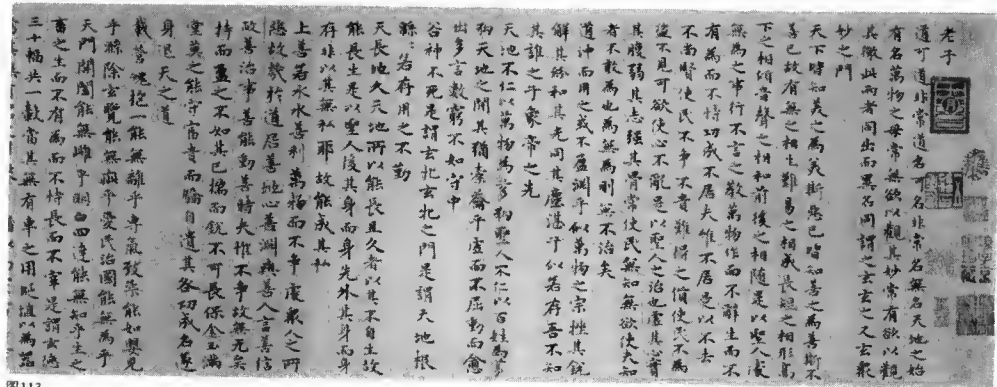 老子
道可道非常道名可名非常名無名天地之始
有名萬物之母常無欲以觀其妙常有欲以觀
其徼此兩者同出而異名同謂之玄玄之又玄衆
妙之門
天下皆知美之為美斯惡已皆知善之為善斯不
善已故有無之相生難易之相成長短之相形高
下之相傾音聲之相和前後之相隨是以聖人處
無為之事行不言之教萬物作而不辭生而不
有為而不恃功成不居夫惟不居是以不去
不尚賢使民不争不貴難得之貨使民不為
盜不見可欲使心不亂是以聖人之治也虛其心實
其腹弱其志強其骨常使民無知無欲使夫知
者不敢為也為無為則無不治矣
道冲而用之或不盈淵乎似萬物之宗挫其銳
解其紛和其光同其塵湛乎似若存吾不知
其誰之子象帝之先
天地不仁以萬物為芻狗聖人不仁以百姓為芻
狗天地之間其猶橐籥乎虛而不屈動而愈
出多言數窮不如守中
谷神不死是謂玄牝玄牝之門是謂天地根
緜緜若存用之不勤
天長地久天地所以能長且久者以其不自生故
能長生是以聖人後其身而身先外其身而身
存非以其無私耶故能成其私
上善若水水善利萬物而不争處衆人之所
惡故幾於道居善地心善淵與善人言善信
政善治事善能動善時夫惟不争故無尤矣
持而盈之不如其已揣而銳之不可長保金玉滿
堂莫之能守富貴而驕自遺其咎功成名遂
身退天之道
載營魄抱一能無離乎專氣致柔能如嬰兒
乎滌除玄覽能無疵乎愛民治國能無為乎
天門開闔能無雌乎明白四達能無知乎生之
畜之生而不有為而不恃長而不宰是謂玄德
三十輻共一轂當其無有車之用埏埴以為器
图113